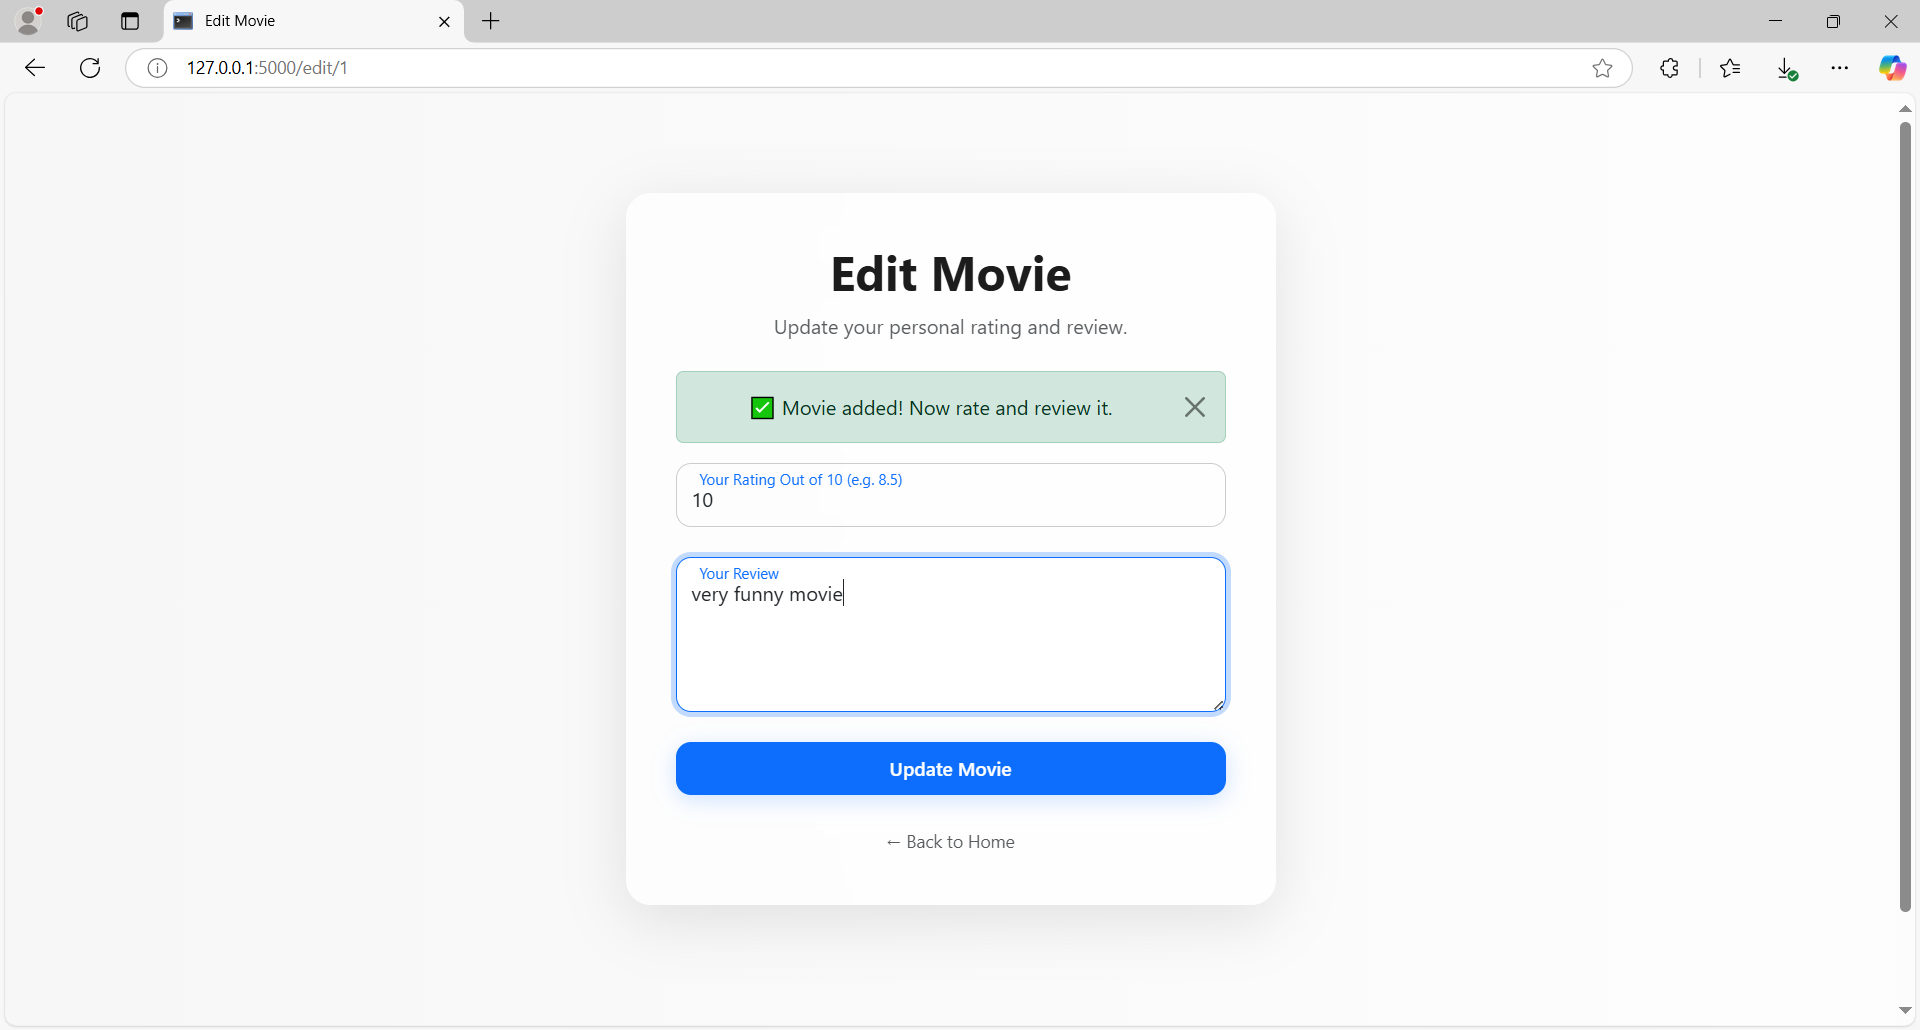 Edit Movie
127.0.0.1:5000/edit/1
Edit Movie
Update your personal rating and review.
✅ Movie added! Now rate and review it.
Your Rating Out of 10 (e.g. 8.5)
10
Your Review
very funny movie
Update Movie
← Back to Home